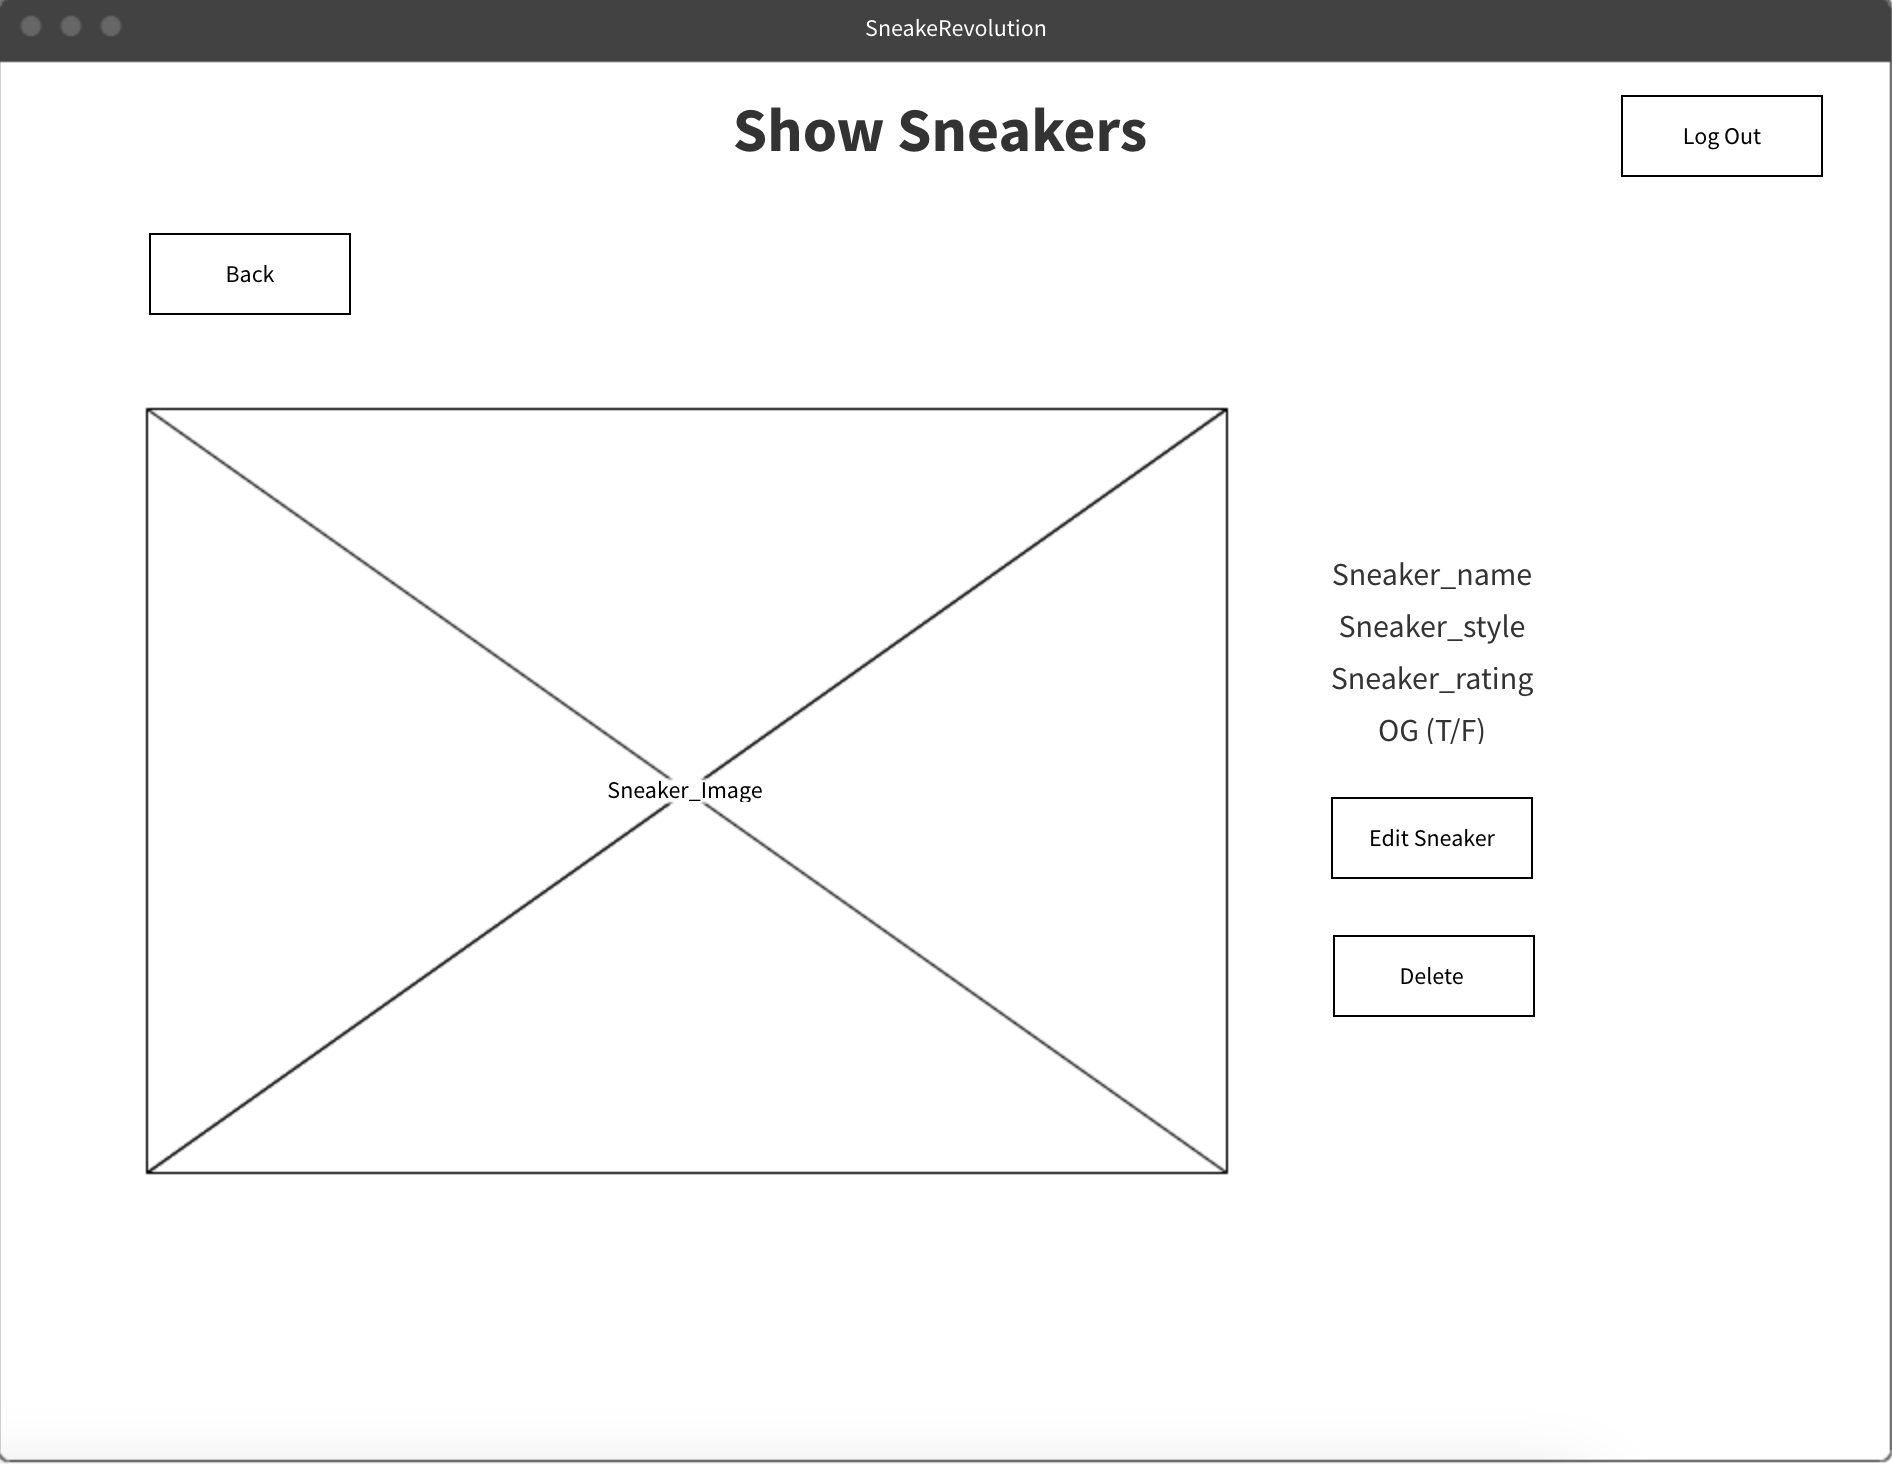 SneakeRevolution
Show Sneakers
Log Out
Back
Sneaker_Image
Sneaker_name
Sneaker_style
Sneaker_rating
OG (T/F)
Edit Sneaker
Delete